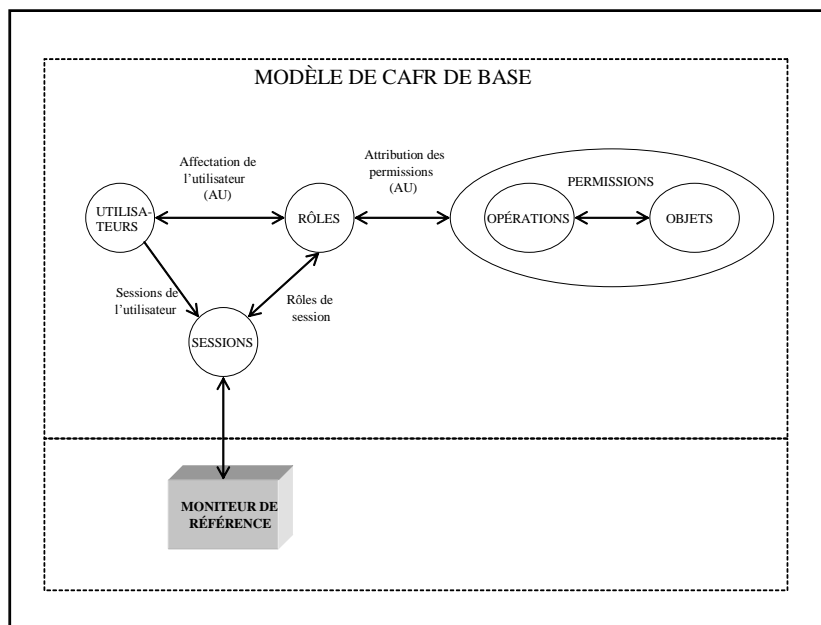 MODÈLE DE CAFR DE BASE
Affectation de
l'utilisateur
(AU)
Attribution des
permissions
(AU)
PERMISSIONS
UTILISA-
TEURS
RÔLES
OPÉRATIONS
OBJETS
Sessions de
l'utilisateur
Rôles de
session
SESSIONS
MONITEUR DE
RÉFÉRENCE